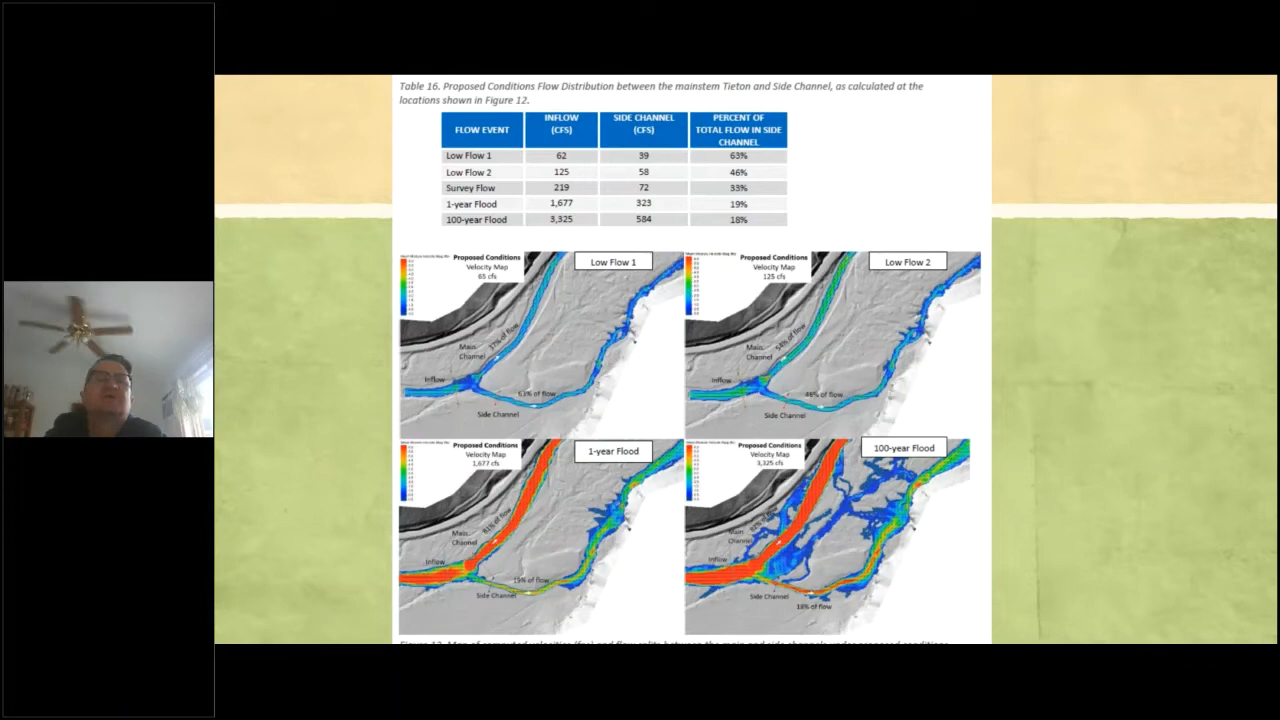 Table 16. Proposed Conditions Flow Distribution between the mainstem Tieton and Side Channel, as calculated at the
locations shown in Figure 12.
FLOW EVENT INFLOW (CFS) SIDE CHANNEL (CFS) PERCENT OF TOTAL FLOW IN SIDE CHANNEL
Low Flow 1 62 39 63%
Low Flow 2 125 58 46%
Survey Flow 219 72 33%
1-year Flood 1,677 323 19%
100-year Flood 3,325 584 18%
Proposed Conditions
Velocity Map
65 cfs
Low Flow 1
37% of flow
Main
Channel
Inflow
63% of flow
Side Channel
Proposed Conditions
Velocity Map
125 cfs
Low Flow 2
54% of flow
Main
Channel
Inflow
46% of flow
Side Channel
Proposed Conditions
Velocity Map
1,677 cfs
1-year Flood
81% of flow
Main
Channel
Inflow
19% of flow
Side Channel
Proposed Conditions
Velocity Map
3,325 cfs
100-year Flood
Main
Channel
Inflow
Side Channel
18% of flow